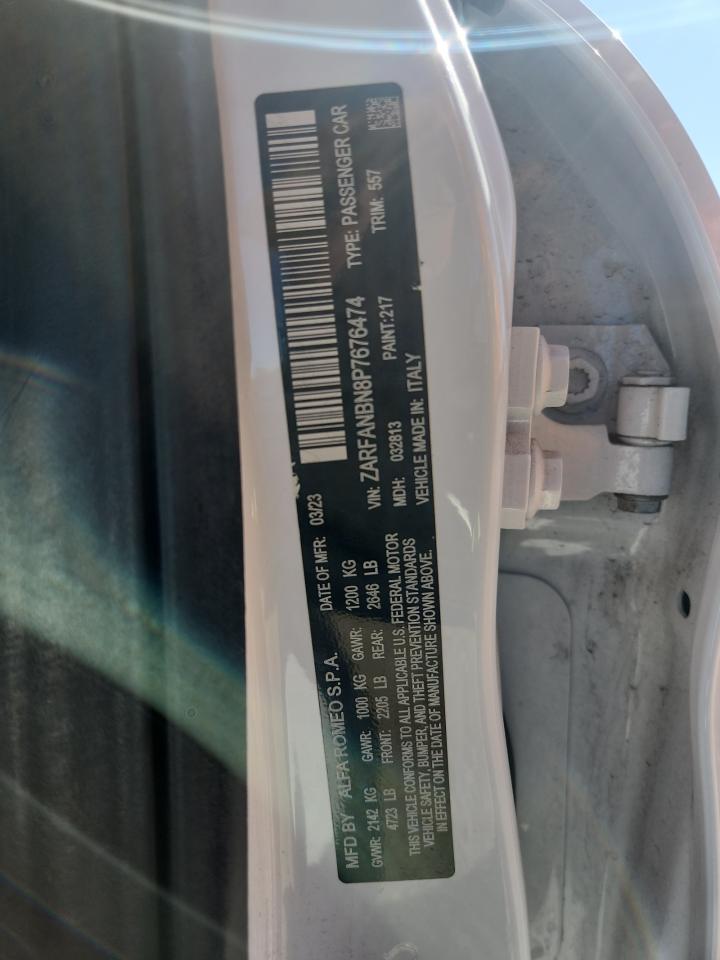 MFD BY ALFA ROMEO S.P.A. DATE OF MFR: 03/23
GVWR: 2142 KG GAWR: 1000 KG GAWR: 1200 KG
4723 LB FRONT: 2205 LB REAR: 2646 LB
THIS VEHICLE CONFORMS TO ALL APPLICABLE U.S. FEDERAL MOTOR
VEHICLE SAFETY, BUMPER, AND THEFT PREVENTION STANDARDS
IN EFFECT ON THE DATE OF MANUFACTURE SHOWN ABOVE.
VIN: ZARFANBN8P7676474 TYPE: PASSENGER CAR
MDH: 032813 PAINT:217 TRIM: 557
VEHICLE MADE IN: ITALY